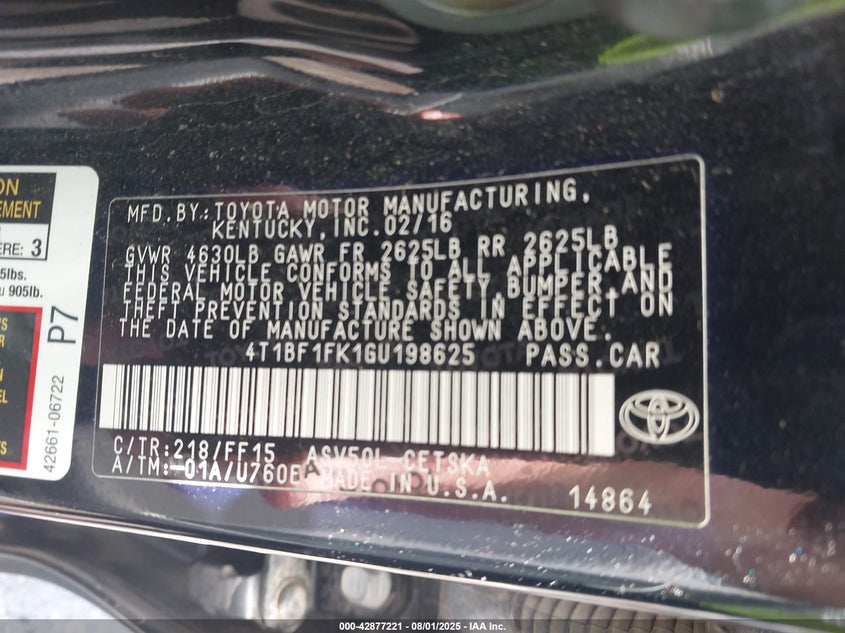 ON
EMENT
ERE: 3
5lbs.
905lb.
P7
42661-06722
MFD.BY.:TOYOTA MOTOR MANUFACTURING,
KENTUCKY,INC.02/16
GVWR 4630LB GAWR FR 2625LB RR 2625LB
THIS VEHICLE CONFORMS TO ALL APPLICABLE
FEDERAL MOTOR VEHICLE SAFETY,BUMPER,AND
THEFT PREVENTION STANDARDS IN EFFECT ON
THE DATE OF MANUFACTURE SHOWN ABOVE.
4T1BF1FK1GU198625 PASS.CAR
C/TR:218/FF15 ASV50L-CETSKA
A/TM:-01A/U760E MADE IN U.S.A. 14864
000-42877221 - 08/01/2025 - IAA Inc.